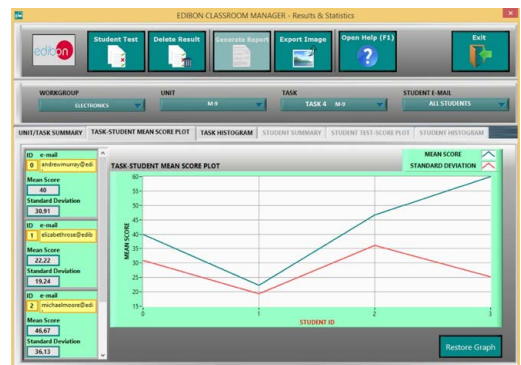 EDIBON CLASSROOM MANAGER - Results & Statistics
edibon
Student Test
Delete Result
Generate Report
Export Image
Open Help (F1)
Exit
WORKGROUP
UNIT
TASK
STUDENT E-MAIL
ELECTRONICS
M-9
TASK 4 M-9
ALL STUDENTS
UNIT/TASK SUMMARY
TASK-STUDENT MEAN SCORE PLOT
TASK HISTOGRAM
STUDENT SUMMARY
STUDENT TEST-SCORE PLOT
STUDENT HISTOGRAM
ID e-mail
0 andrewmurray@edi
Mean Score
40
Standard Deviation
30,91
ID e-mail
1 elizabethrose@edib
Mean Score
22,22
Standard Deviation
19,24
ID e-mail
2 michaelmoore@edi
Mean Score
46,67
Standard Deviation
36,13
TASK-STUDENT MEAN SCORE PLOT
MEAN SCORE
STANDARD DEVIATION
MEAN SCORE
60
55
50
45
40
35
30
25
20
15
0
1
2
3
STUDENT ID
Restore Graph